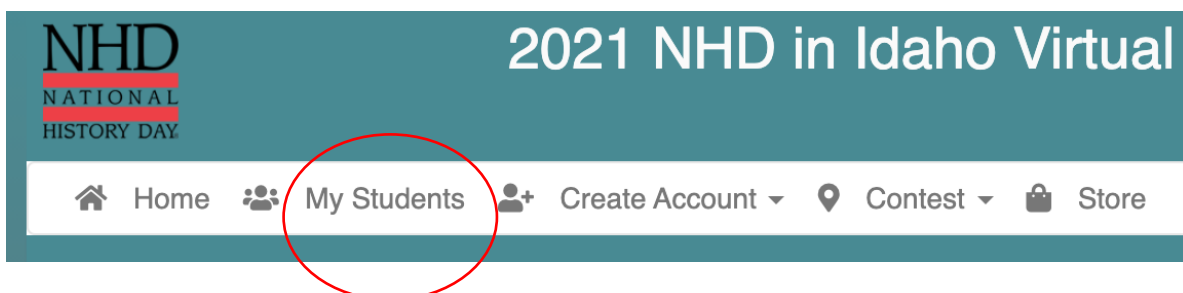 NHD
NATIONAL
HISTORY DAY
2021 NHD in Idaho Virtual
Home My Students Create Account Contest Store